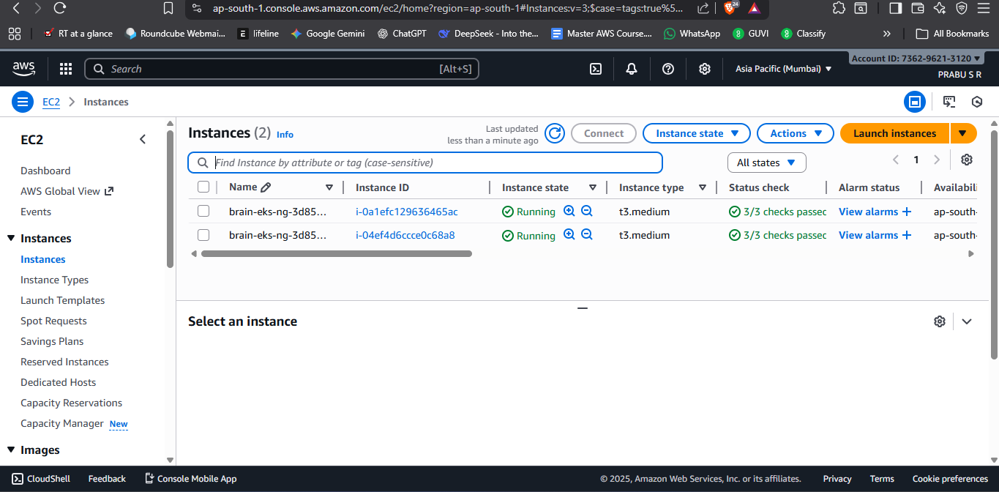 ap-south-1.console.aws.amazon.com/ec2/home?region=ap-south-1#Instances:v=3;$case=tags:true%5...
24
RT at a glance
Roundcube Webmai...
E lifeline
Google Gemini
ChatGPT
DeepSeek - Into the...
Master AWS Course....
WhatsApp
GUVI
Classify
»
All Bookmarks
aws
Search
[Alt+S]
Asia Pacific (Mumbai)
Account ID: 7362-9621-3120
PRABU S R
EC2 > Instances
EC2
Dashboard
AWS Global View
Events
Instances
Instances
Instance Types
Launch Templates
Spot Requests
Savings Plans
Reserved Instances
Dedicated Hosts
Capacity Reservations
Capacity Manager New
Images
Instances (2) Info
Last updated
less than a minute ago
Connect
Instance state
Actions
Launch instances
Find Instance by attribute or tag (case-sensitive)
All states
1
Name Instance ID Instance state Instance type Status check Alarm status Availabili
brain-eks-ng-3d85... i-0a1efc129636465ac Running t3.medium 3/3 checks passed View alarms + ap-south-
brain-eks-ng-3d85... i-04ef4d6ccce0c68a8 Running t3.medium 3/3 checks passed View alarms + ap-south-
Select an instance
CloudShell
Feedback
Console Mobile App
© 2025, Amazon Web Services, Inc. or its affiliates.
Privacy
Terms
Cookie preferences